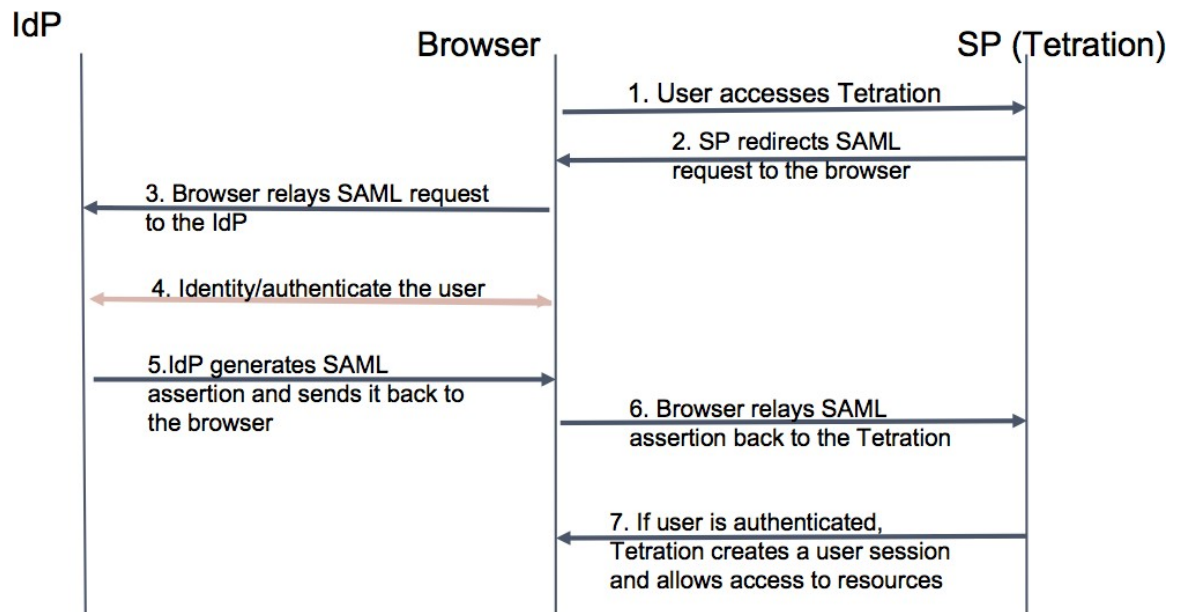 IdP
Browser
SP (Tetration)
1. User accesses Tetration
2. SP redirects SAML
request to the browser
3. Browser relays SAML request
to the IdP
4. Identity/authenticate the user
5.IdP generates SAML
assertion and sends it back to
the browser
6. Browser relays SAML
assertion back to the Tetration
7. If user is authenticated,
Tetration creates a user session
and allows access to resources